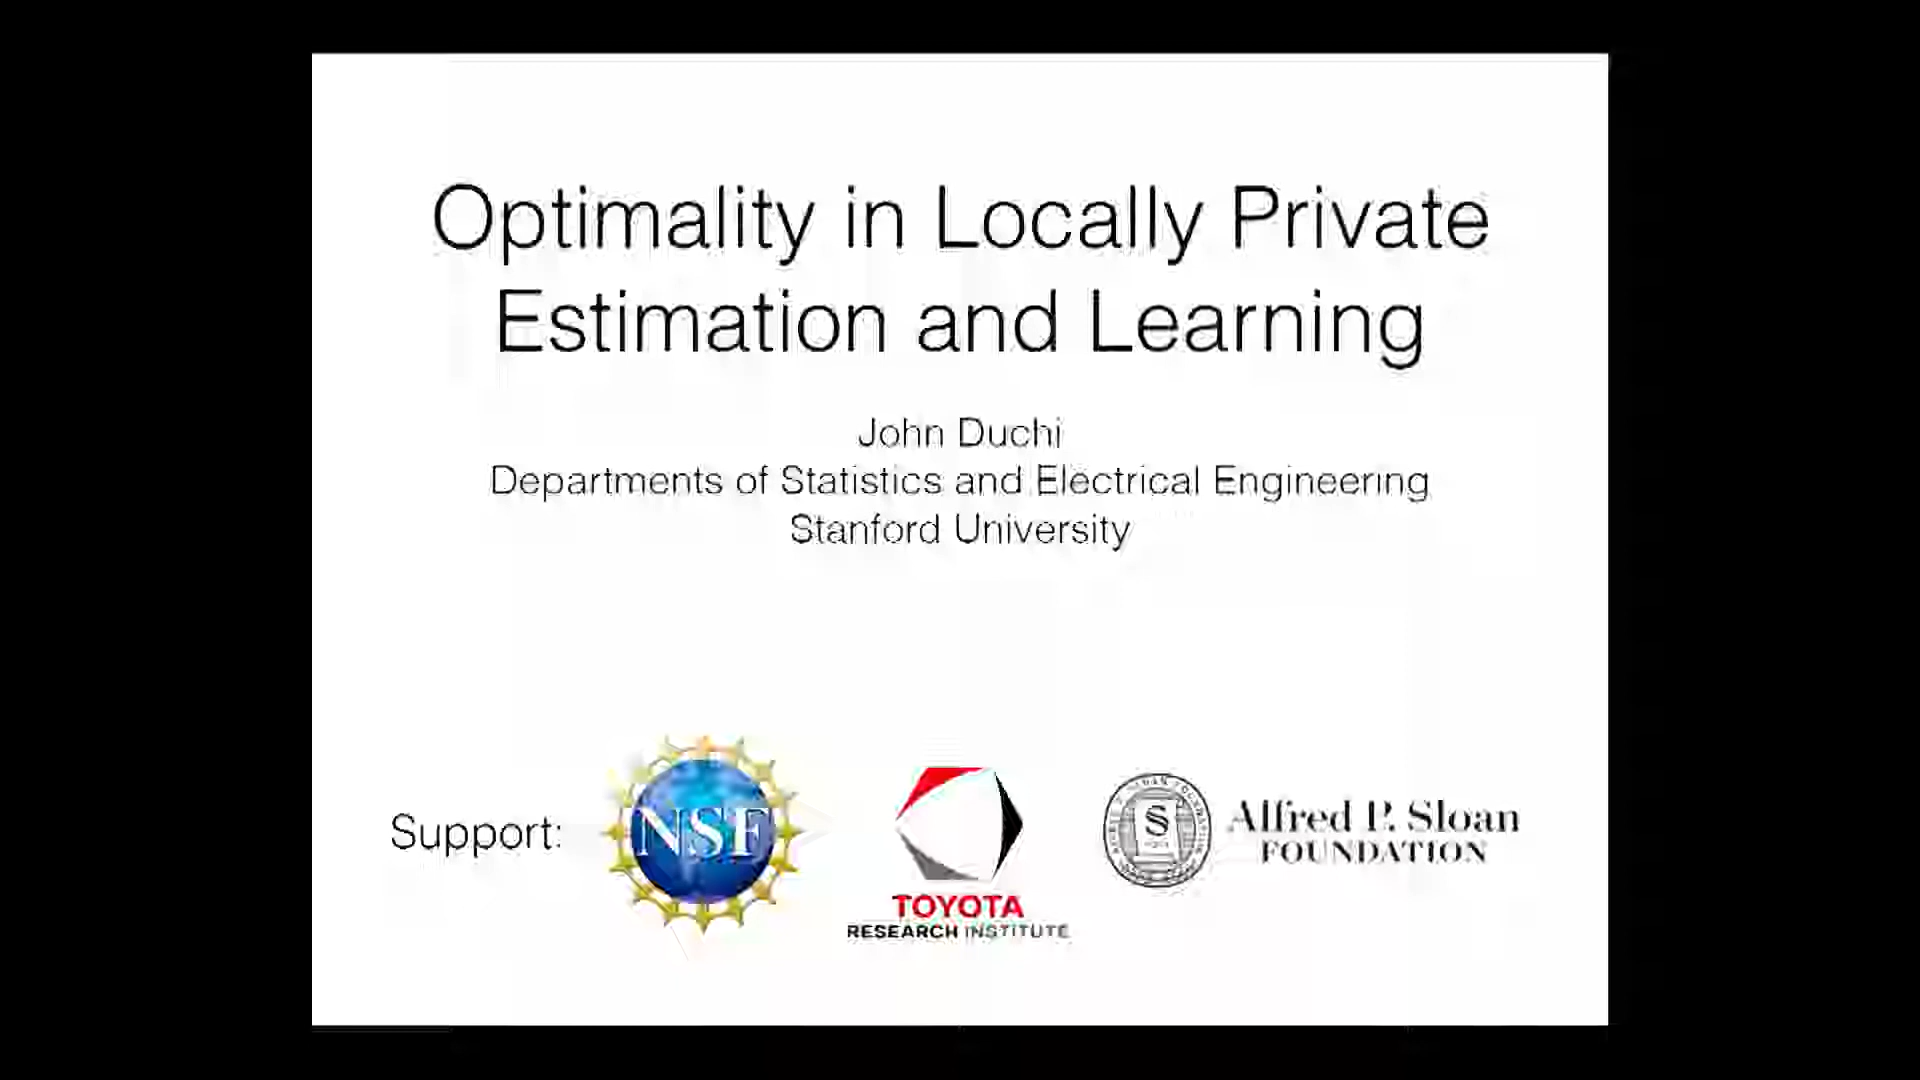 Optimality in Locally Private
Estimation and Learning
John Duchi
Departments of Statistics and Electrical Engineering
Stanford University
Support:
NSF
TOYOTA
RESEARCH INSTITUTE
Alfred P. Sloan
FOUNDATION